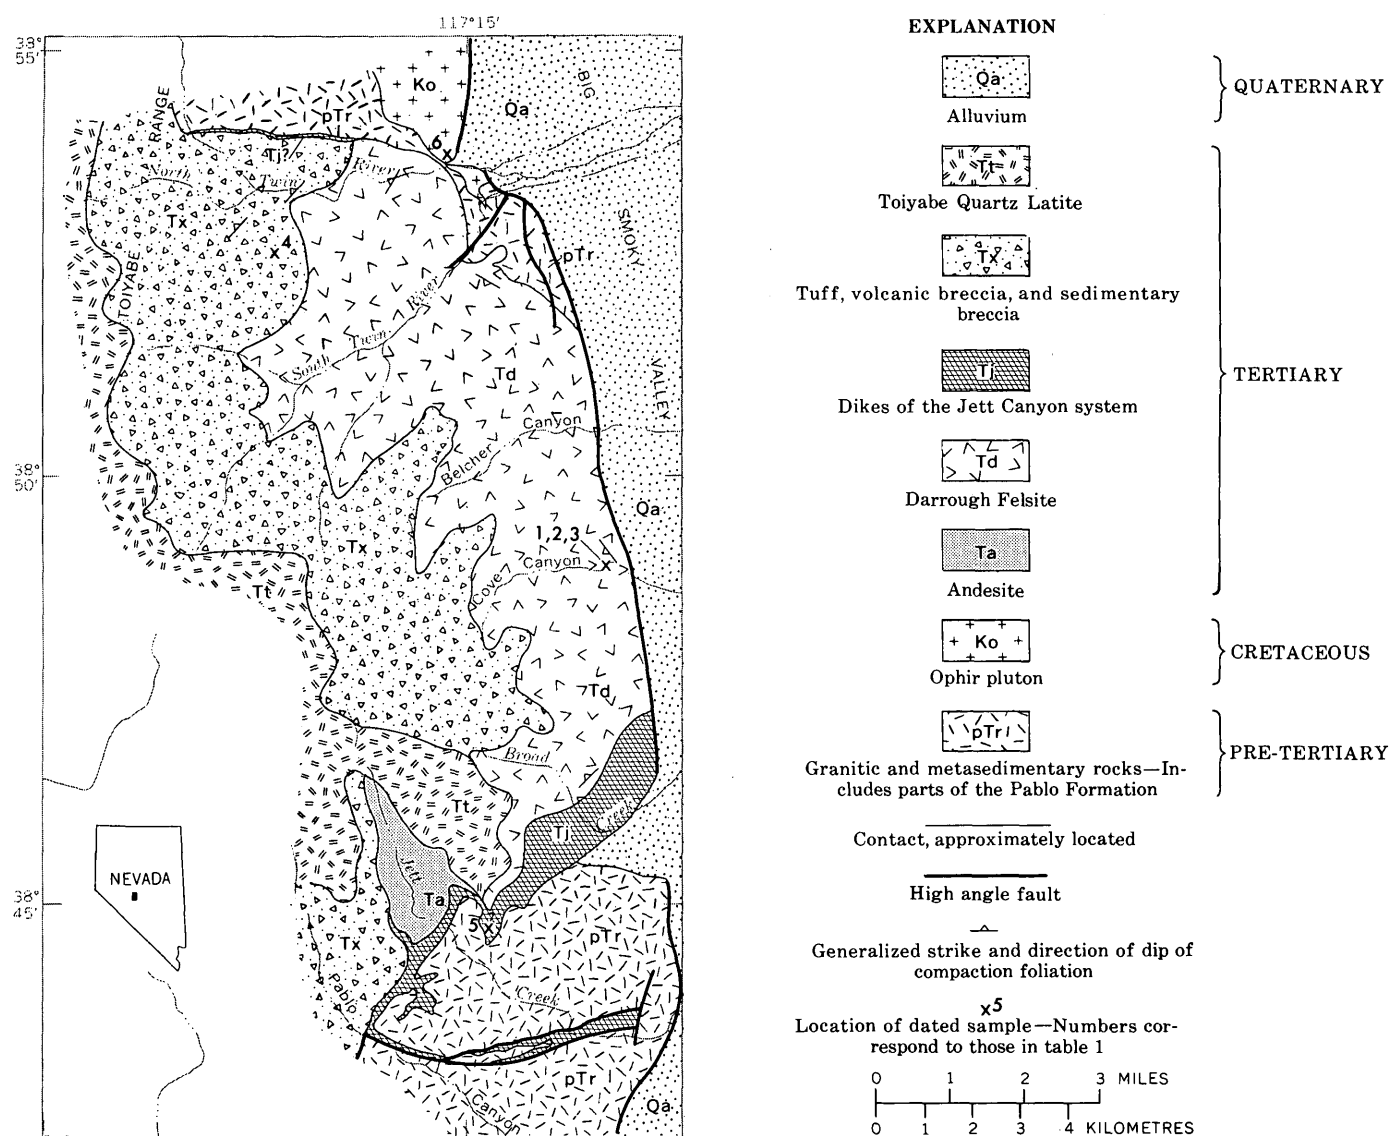 117°15′
38°
55′
RANGE
Ko
Qa
BIG
pTr
6x
Tj?
North
Twin
River
Tx
x4
TOIYABE
SMOKY
pTr
River
Twin
South
Td
VALLEY
Canyon
Belcher
38°
50′
Qa
1,2,3
Tx
Canyon
x
Cove
Tt
Td
Broad
Tt
Creek
Tj
NEVADA
Jett
38°
45′
Ta
5x
Tx
pTr
Pablo
Creek
pTr
Canyon
Qa
EXPLANATION
Qa
Alluvium
QUATERNARY
Tt
Toiyabe Quartz Latite
Tx
Tuff, volcanic breccia, and sedimentary
breccia
Tj
Dikes of the Jett Canyon system
TERTIARY
Td
Darrough Felsite
Ta
Andesite
Ko
Ophir pluton
CRETACEOUS
pTr
Granitic and metasedimentary rocks—In-
cludes parts of the Pablo Formation
PRE-TERTIARY
Contact, approximately located
High angle fault
Generalized strike and direction of dip of
compaction foliation
x5
Location of dated sample—Numbers cor-
respond to those in table 1
0 1 2 3 MILES
0 1 2 3 4 KILOMETRES